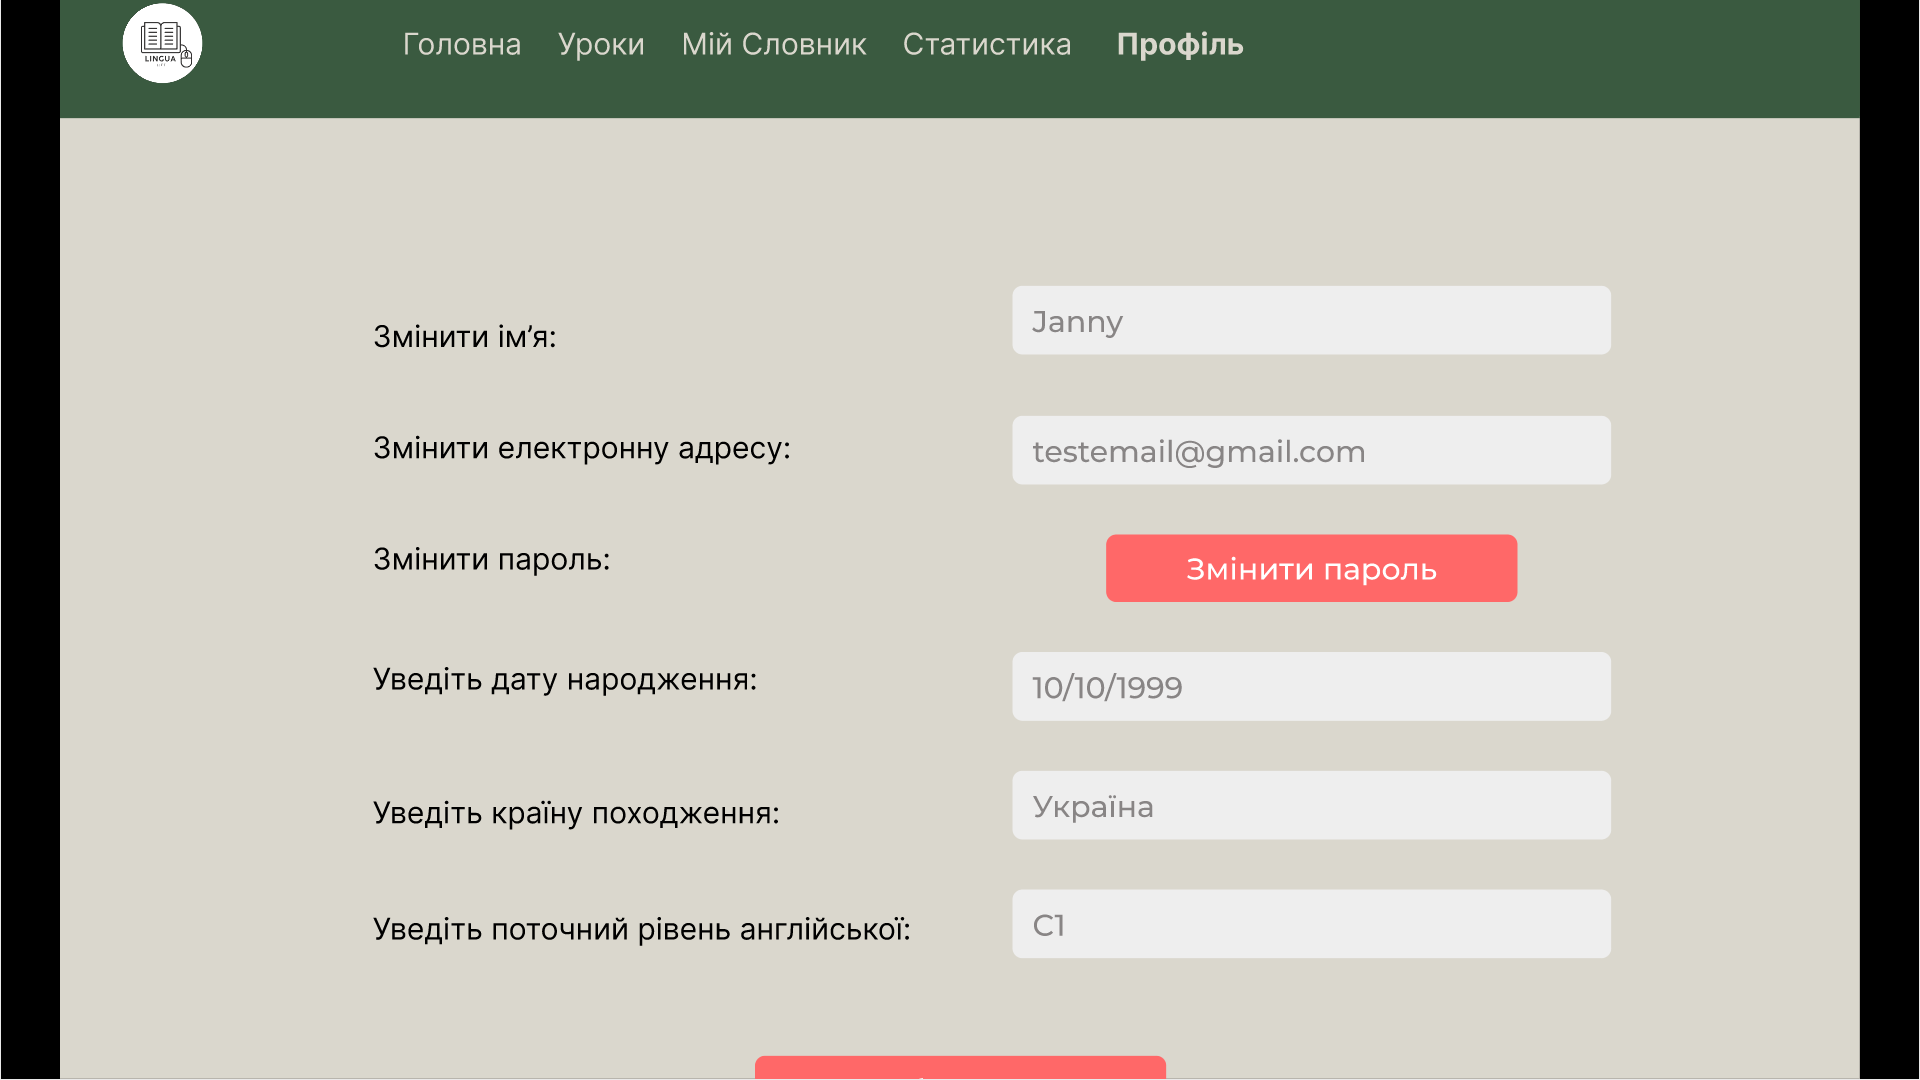 LINGUA
Головна Уроки Мій Словник Статистика Профіль
Змінити ім’я:
Janny
Змінити електронну адресу:
testemail@gmail.com
Змінити пароль:
Змінити пароль
Уведіть дату народження:
10/10/1999
Уведіть країну походження:
Україна
Уведіть поточний рівень англійської:
C1